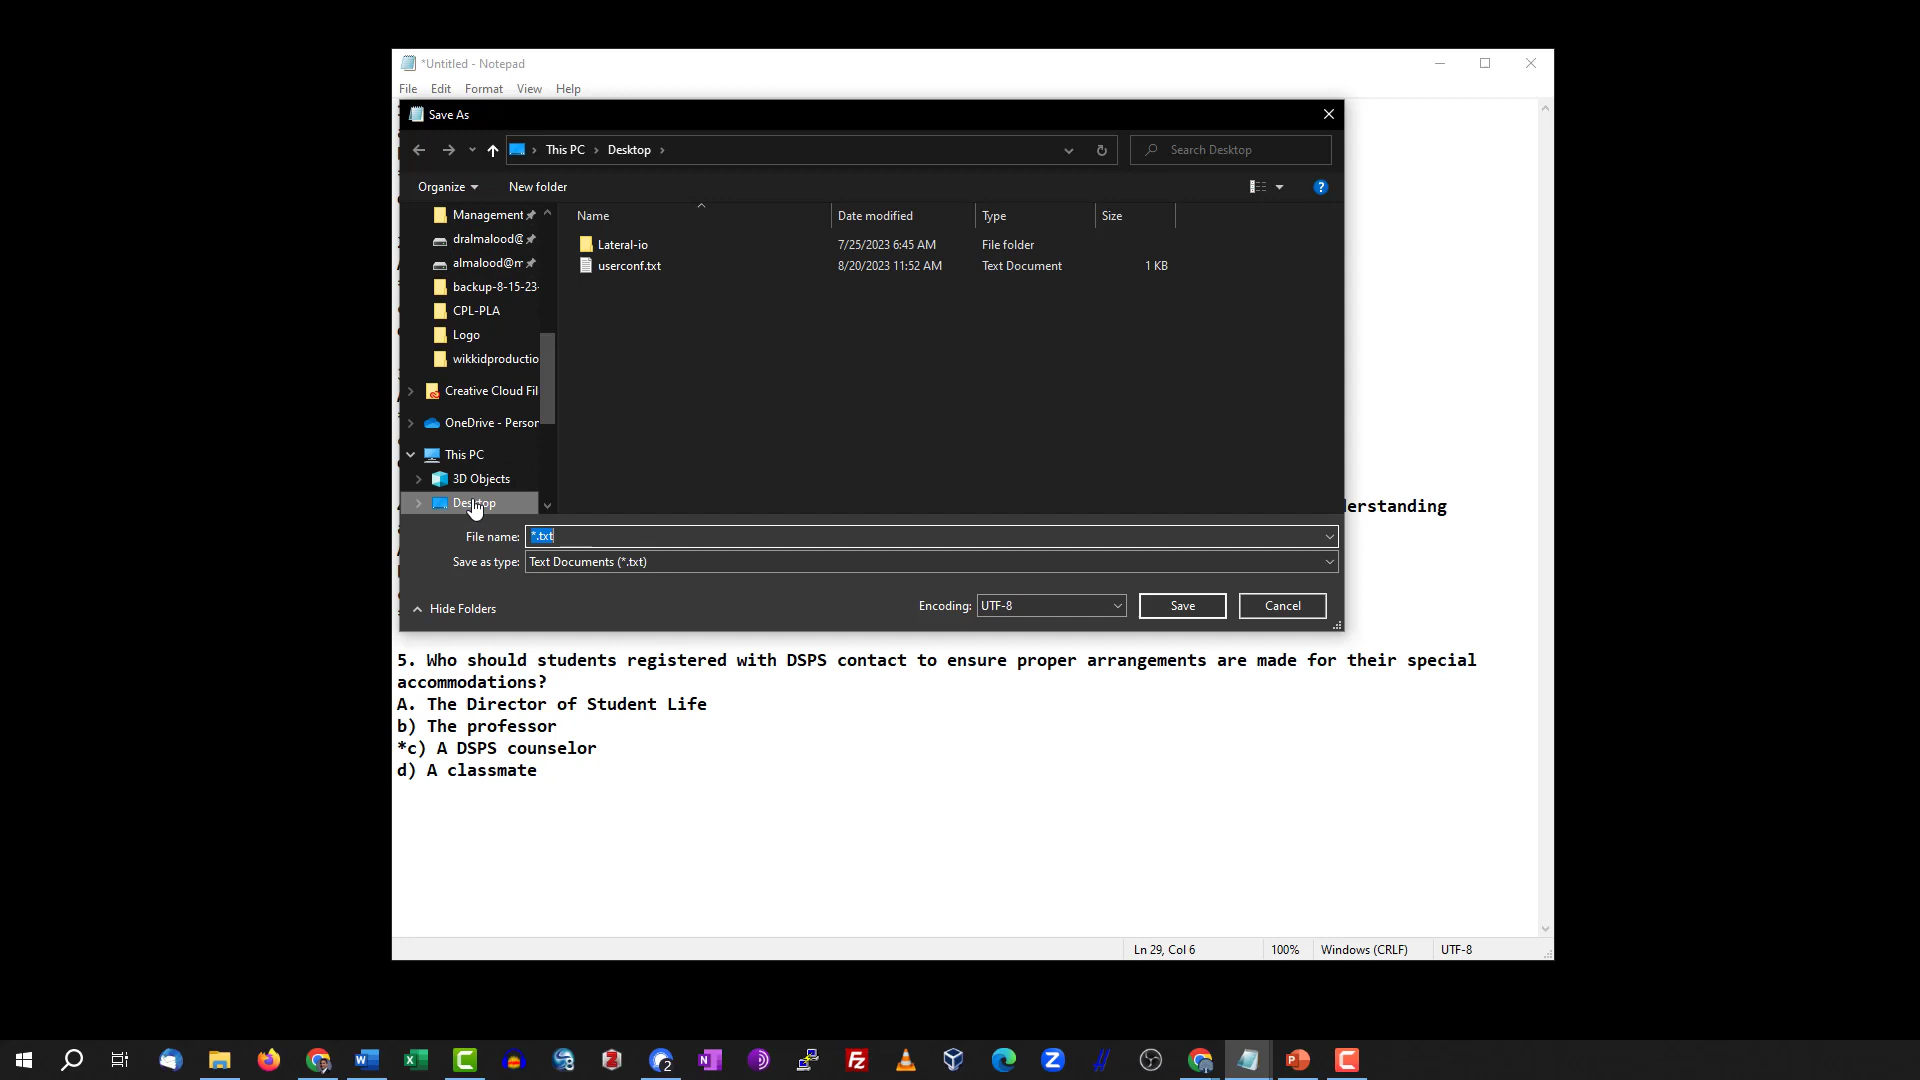 *Untitled - Notepad
File Edit Format View Help
Save As
This PC Desktop
Search Desktop
Organize New folder
Name Date modified Type Size
Management
dralmalood@
almalood@m
backup-8-15-23-
CPL-PLA
Logo
wikkidproductio
Creative Cloud Fil
OneDrive - Person
This PC
3D Objects
Desktop
Lateral-io 7/25/2023 6:45 AM File folder
userconf.txt 8/20/2023 11:52 AM Text Document 1 KB
File name: *.txt
Save as type: Text Documents (*.txt)
Hide Folders Encoding: UTF-8 Save Cancel
derstanding
5. Who should students registered with DSPS contact to ensure proper arrangements are made for their special
accommodations?
A. The Director of Student Life
b) The professor
*c) A DSPS counselor
d) A classmate
Ln 29, Col 6 100% Windows (CRLF) UTF-8